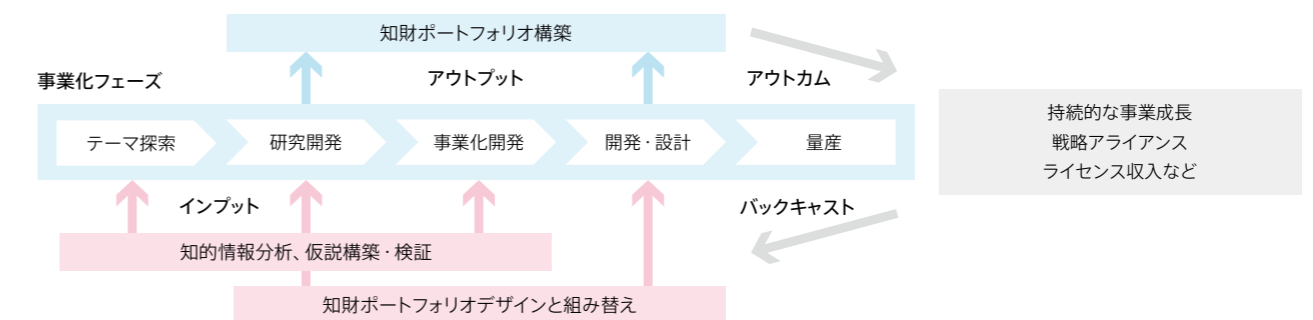 知財ポートフォリオ構築
事業化フェーズ
アウトプット
アウトカム
テーマ探索
研究開発
事業化開発
開発・設計
量産
持続的な事業成長
戦略アライアンス
ライセンス収入など
インプット
バックキャスト
知的情報分析、仮説構築・検証
知財ポートフォリオデザインと組み替え